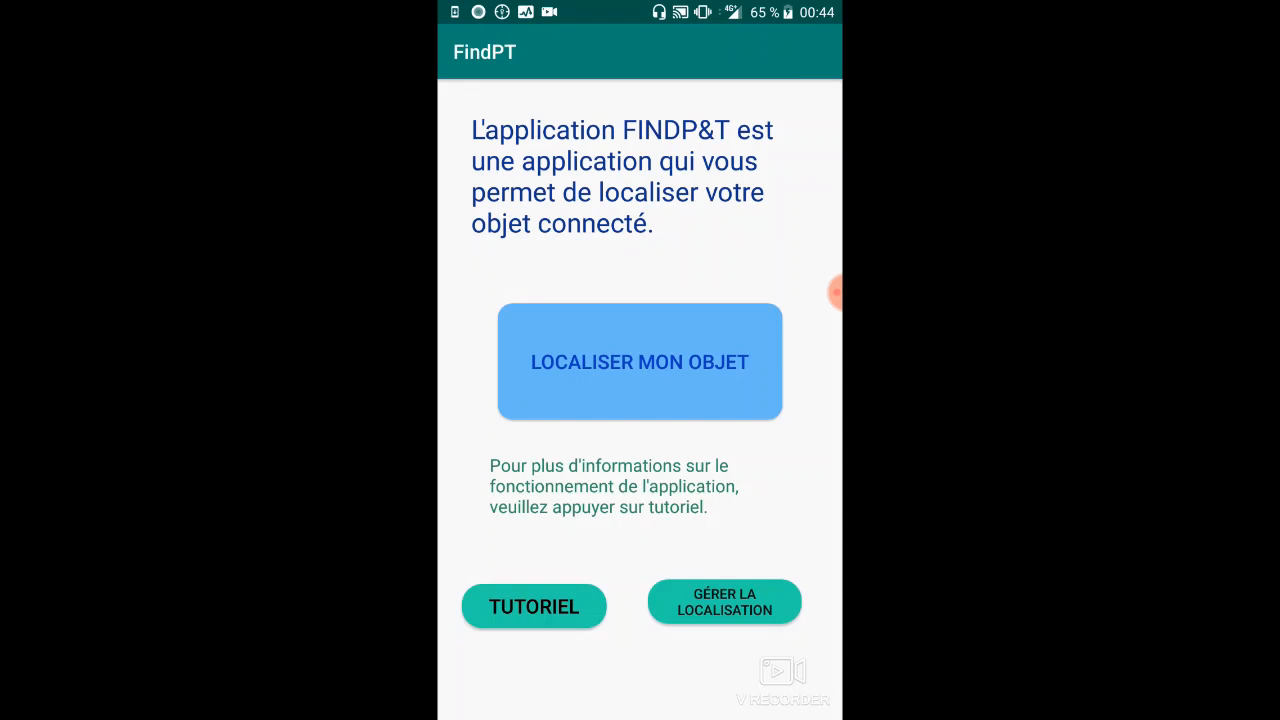 65 % 00:44
FindPT
L'application FINDP&T est
une application qui vous
permet de localiser votre
objet connecté.
LOCALISER MON OBJET
Pour plus d'informations sur le
fonctionnement de l'application,
veuillez appuyer sur tutoriel.
TUTORIEL
GÉRER LA
LOCALISATION
V RECORDER